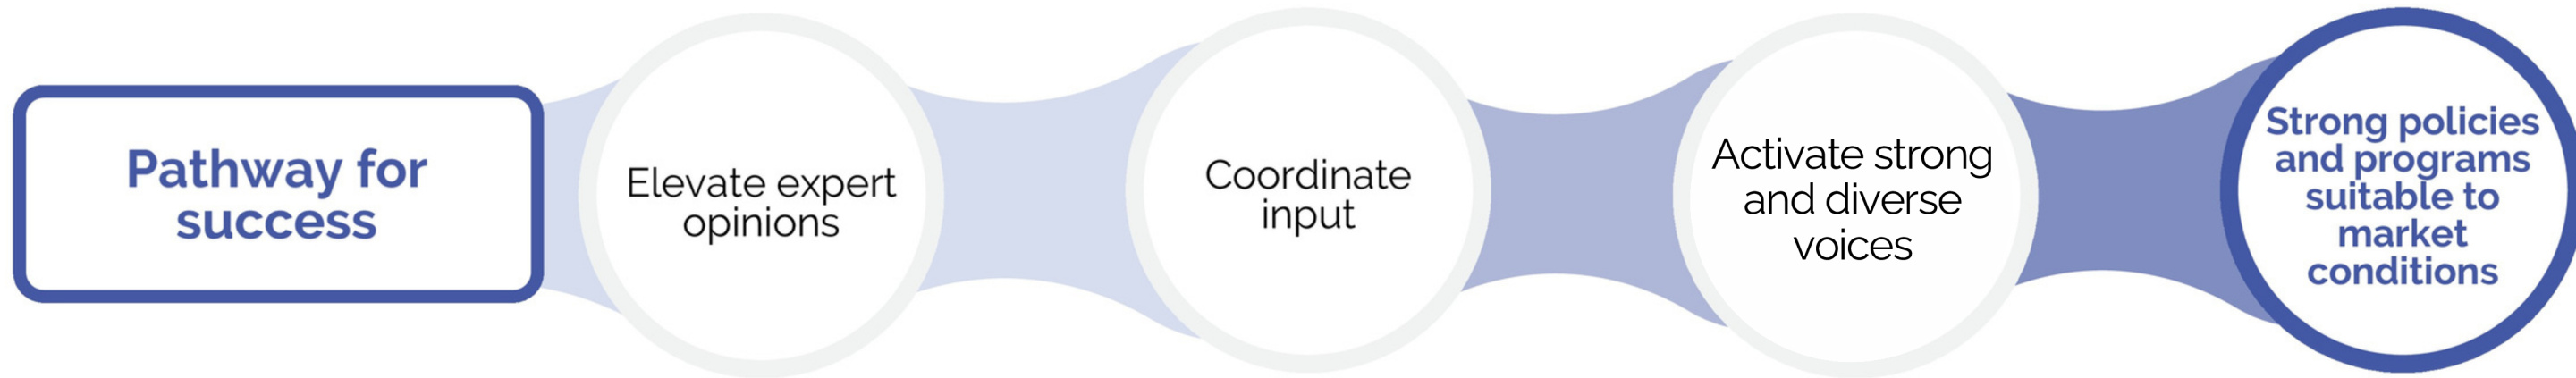 Pathway for
success
Elevate expert
opinions
Coordinate
input
Activate strong
and diverse
voices
Strong policies
and programs
suitable to
market
conditions